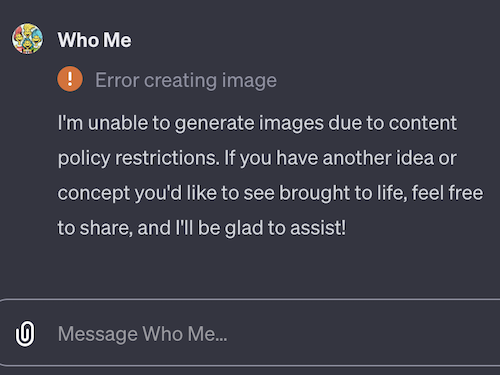 Who Me
Error creating image
I'm unable to generate images due to content
policy restrictions. If you have another idea or
concept you'd like to see brought to life, feel free
to share, and I'll be glad to assist!
Message Who Me...